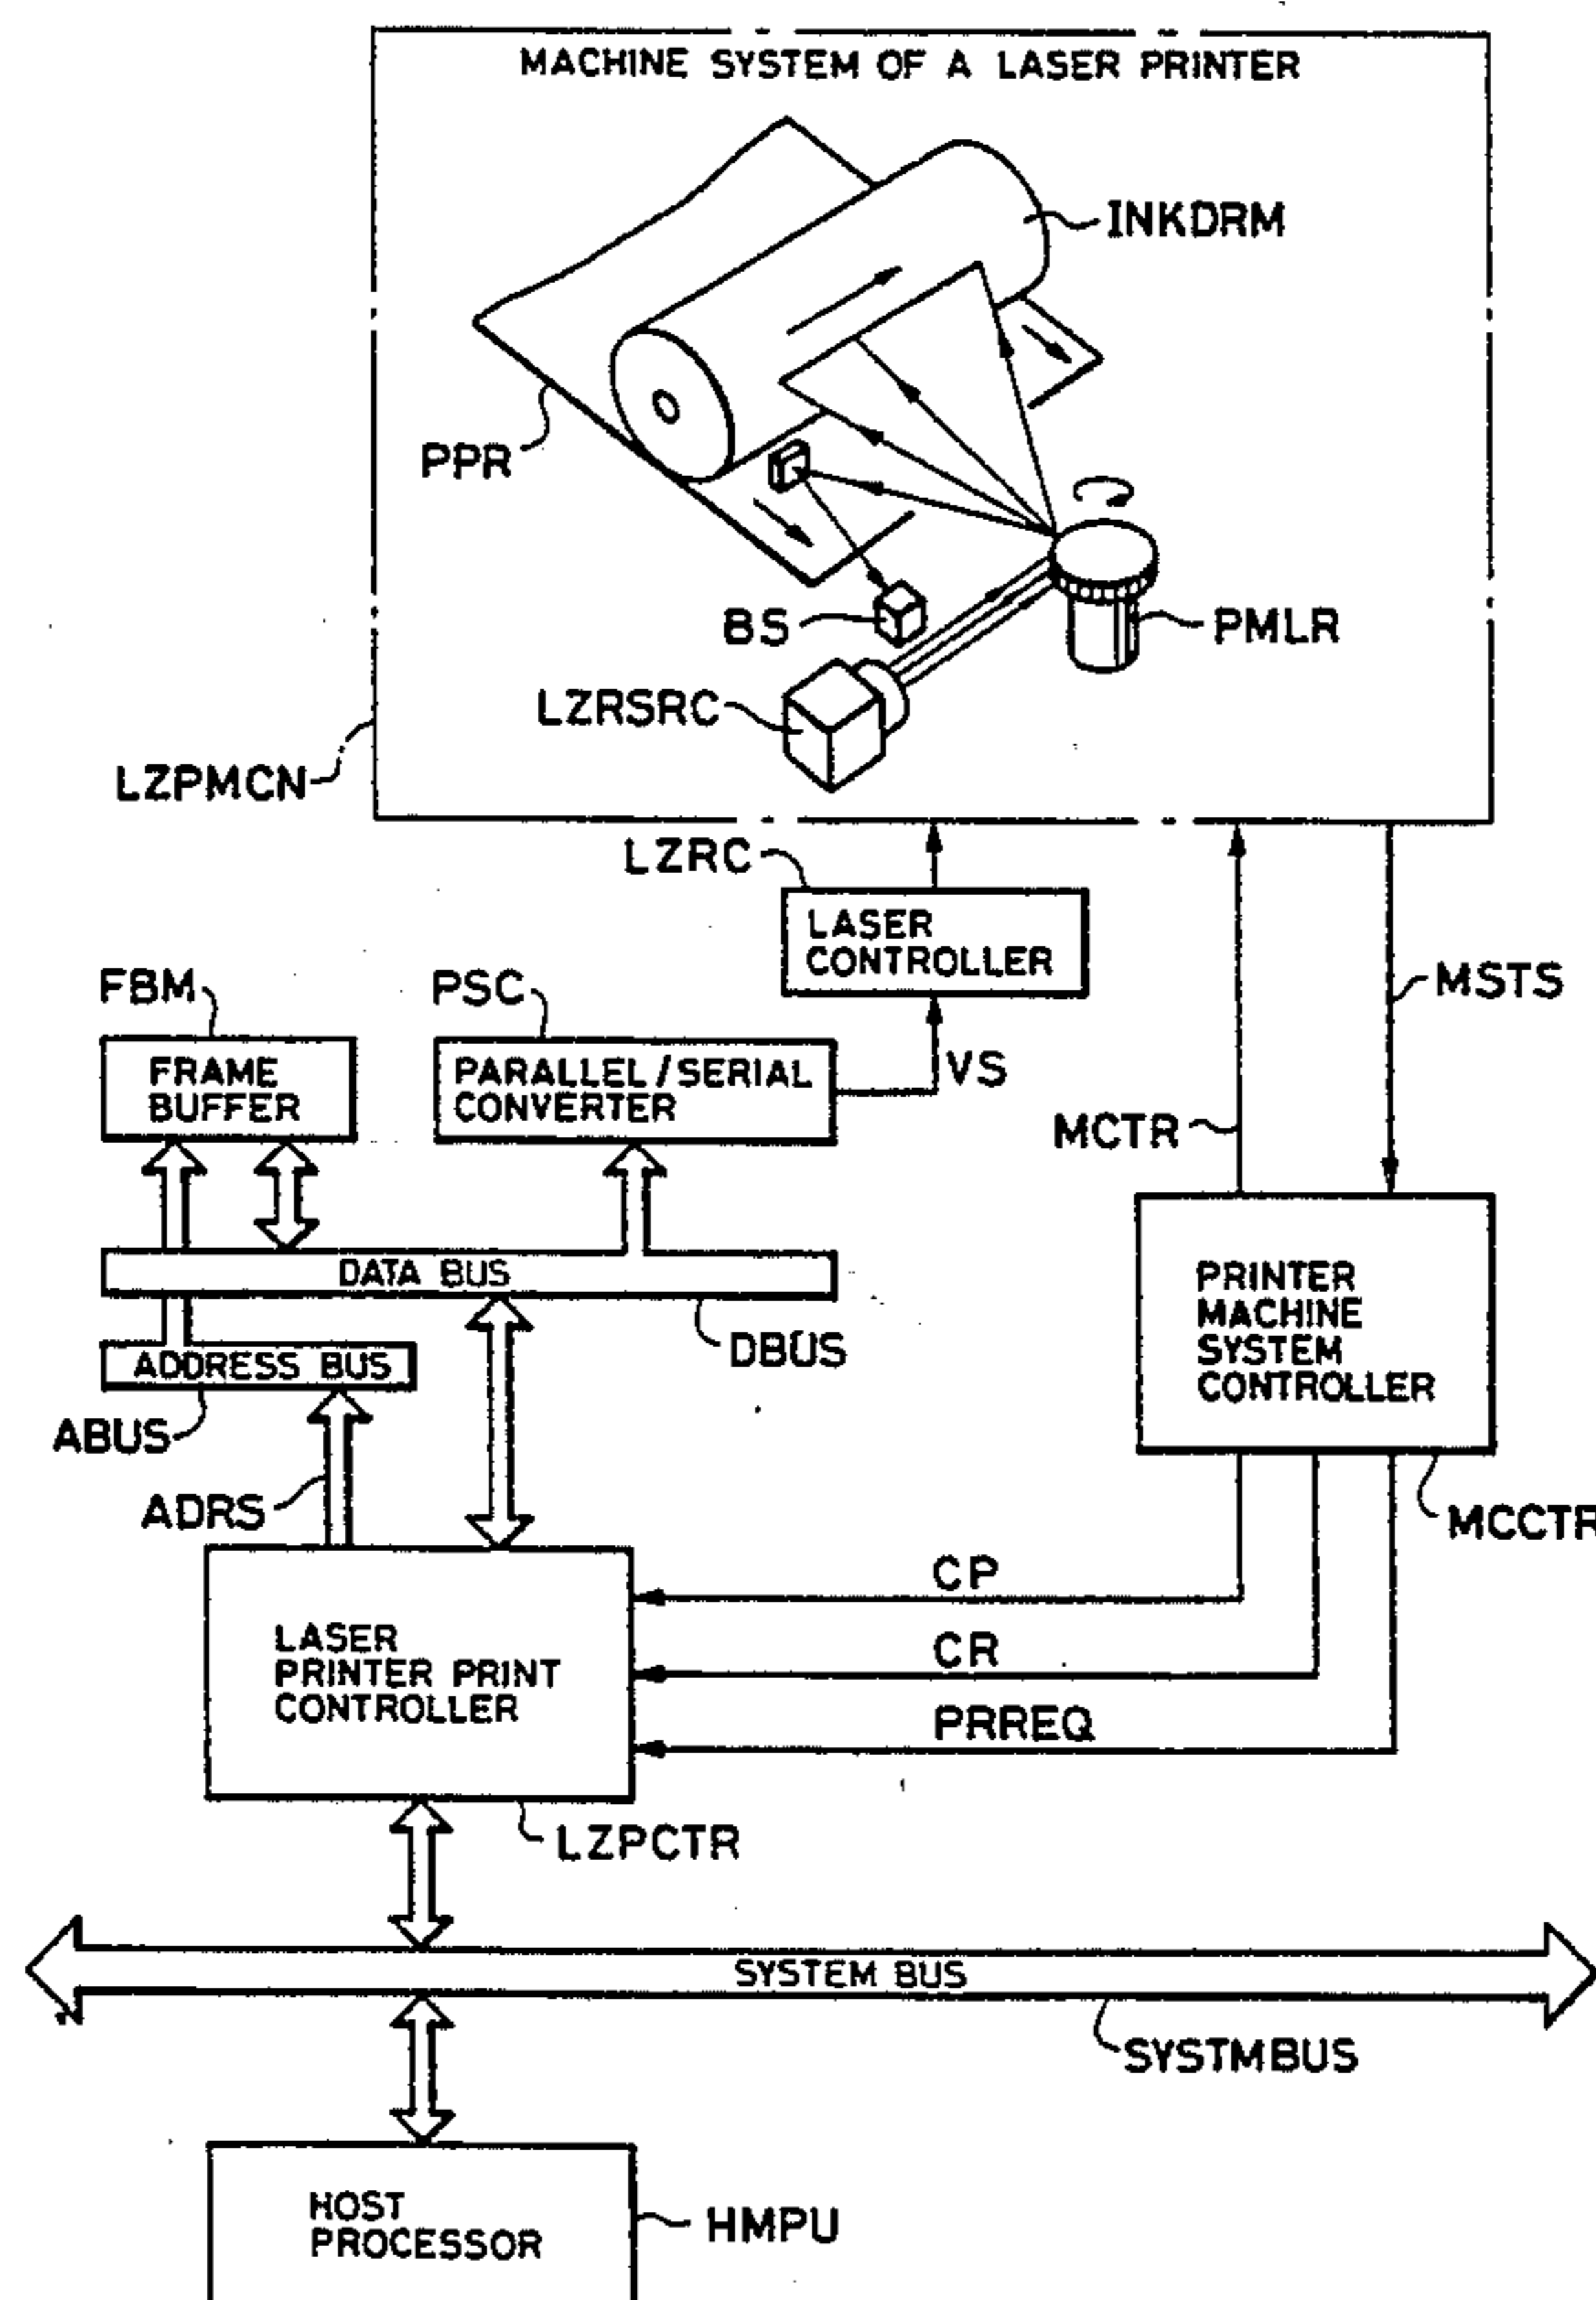 MACHINE SYSTEM OF A LASER PRINTER
INKDRM
PPR
BS
PMLR
LZRSRC
LZPMCN
LZRC
LASER
CONTROLLER
MSTS
FBM
PSC
FRAME
BUFFER
PARALLEL/SERIAL
CONVERTER
VS
MCTR
DATA BUS
PRINTER
MACHINE
SYSTEM
CONTROLLER
DBUS
ADDRESS BUS
ABUS
ADRS
MCCTR
CP
LASER
PRINTER PRINT
CONTROLLER
CR
PRREQ
LZPCTR
SYSTEM BUS
SYSTMBUS
HOST
PROCESSOR
HMPU